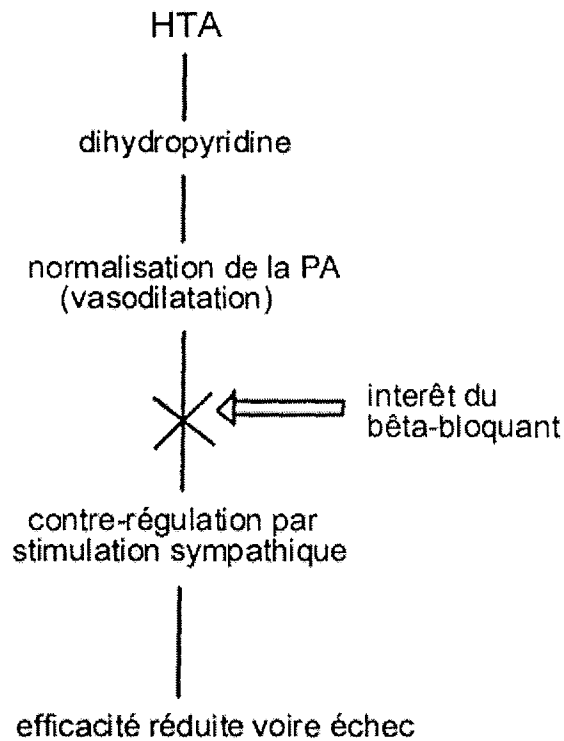 HTA
dihydropyridine
normalisation de la PA
(vasodilatation)
interêt du
bêta-bloquant
contre-régulation par
stimulation sympathique
efficacité réduite voire échec